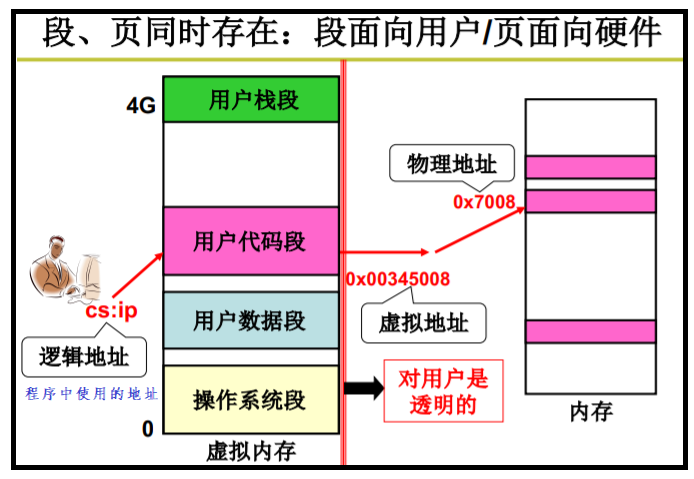 段、页同时存在：段面向用户/页面向硬件
4G
用户栈段
物理地址
0x7008
用户代码段
0x00345008
cs:ip
用户数据段
虚拟地址
逻辑地址
程序中使用的地址
操作系统段
对用户是
透明的
内存
0
虚拟内存